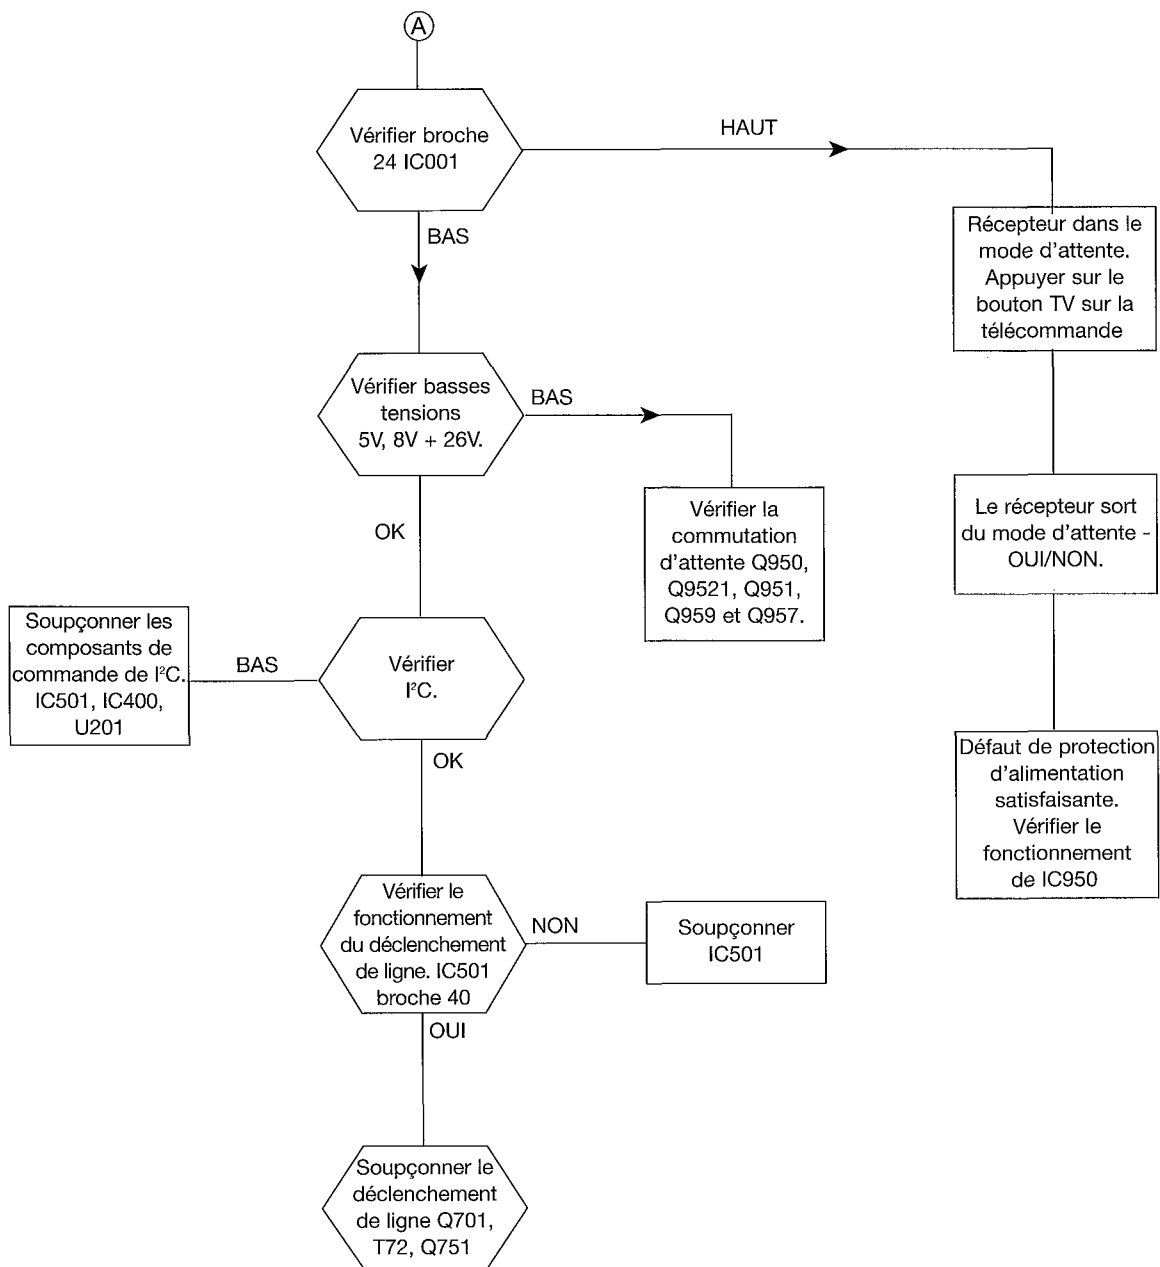 A
Vérifier broche
24 IC001
HAUT
BAS
Récepteur dans le
mode d'attente.
Appuyer sur le
bouton TV sur la
télécommande
Vérifier basses
tensions
5V, 8V + 26V.
BAS
OK
Vérifier la
commutation
d'attente Q950,
Q9521, Q951,
Q959 et Q957.
Le récepteur sort
du mode d'attente -
OUI/NON.
Soupçonner les
composants de
commande de I²C.
IC501, IC400,
U201
BAS
Vérifier
I²C.
OK
Défaut de protection
d'alimentation
satisfaisante.
Vérifier le
fonctionnement
de IC950
Vérifier le
fonctionnement
du déclenchement
de ligne. IC501
broche 40
NON
Soupçonner
IC501
OUI
Soupçonner le
déclenchement
de ligne Q701,
T72, Q751